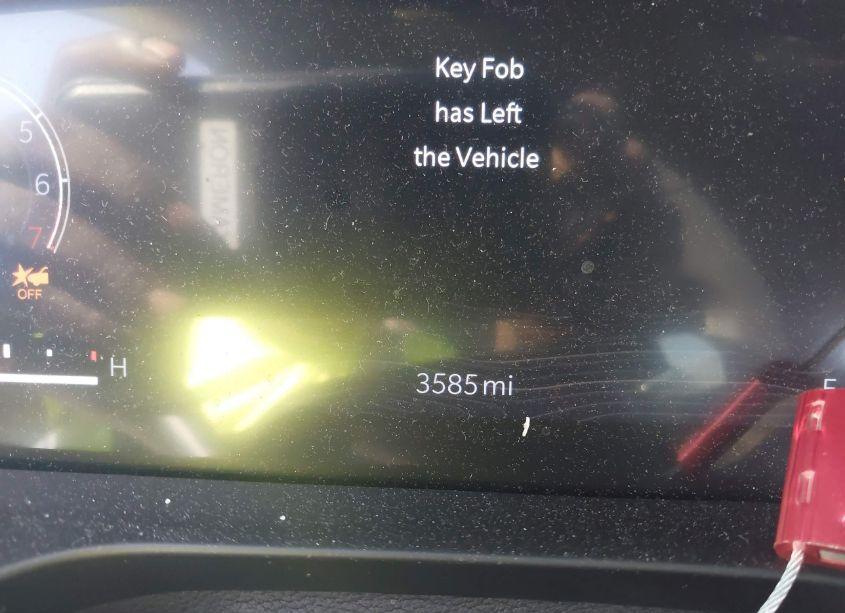 Key Fob
has Left
the Vehicle
5
6
7
OFF
H
3585 mi
F